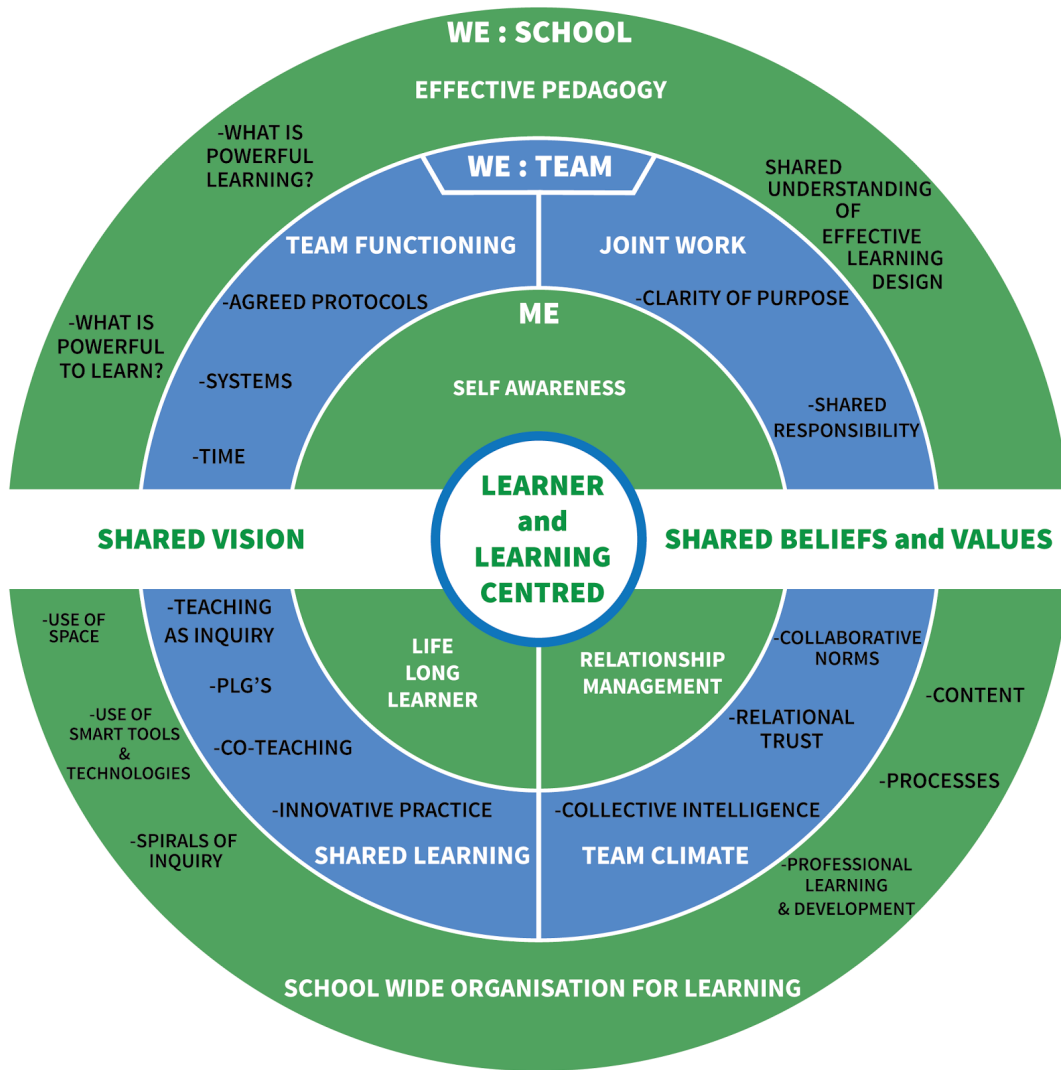 WE : SCHOOL
EFFECTIVE PEDAGOGY
-WHAT IS
POWERFUL
LEARNING?
-WHAT IS
POWERFUL
TO LEARN?
SHARED
UNDERSTANDING
OF
EFFECTIVE
LEARNING
DESIGN
WE : TEAM
TEAM FUNCTIONING
-AGREED PROTOCOLS
-SYSTEMS
-TIME
JOINT WORK
-CLARITY OF PURPOSE
-SHARED
RESPONSIBILITY
ME
SELF AWARENESS
SHARED VISION
LEARNER
and
LEARNING
CENTRED
SHARED BELIEFS and VALUES
LIFE
LONG
LEARNER
RELATIONSHIP
MANAGEMENT
-TEACHING
AS INQUIRY
-PLG'S
-CO-TEACHING
-INNOVATIVE PRACTICE
SHARED LEARNING
-COLLABORATIVE
NORMS
-RELATIONAL
TRUST
-COLLECTIVE INTELLIGENCE
TEAM CLIMATE
-USE OF
SPACE
-USE OF
SMART TOOLS
&
TECHNOLOGIES
-SPIRALS OF
INQUIRY
-CONTENT
-PROCESSES
-PROFESSIONAL
LEARNING
& DEVELOPMENT
SCHOOL WIDE ORGANISATION FOR LEARNING